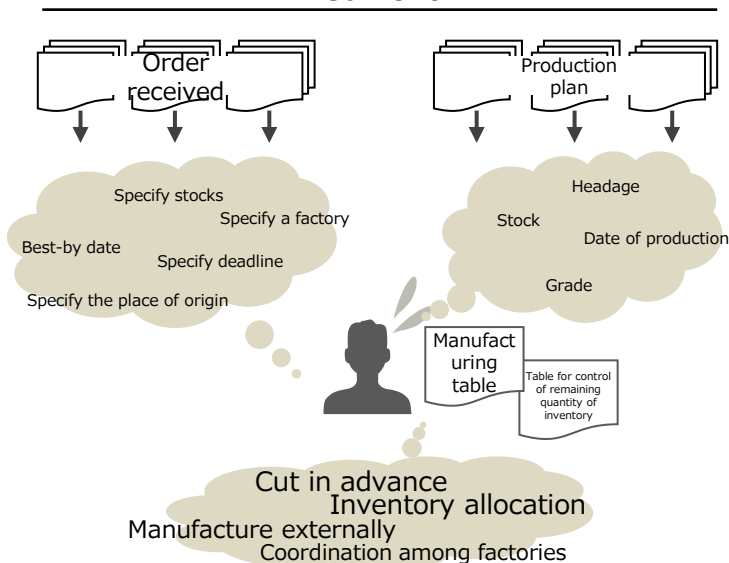 Order
received
Production
plan
Specify stocks
Specify a factory
Best-by date
Specify deadline
Specify the place of origin
Headage
Stock
Date of production
Grade
Manufact
uring
table
Table for control
of remaining
quantity of
inventory
Cut in advance
Inventory allocation
Manufacture externally
Coordination among factories